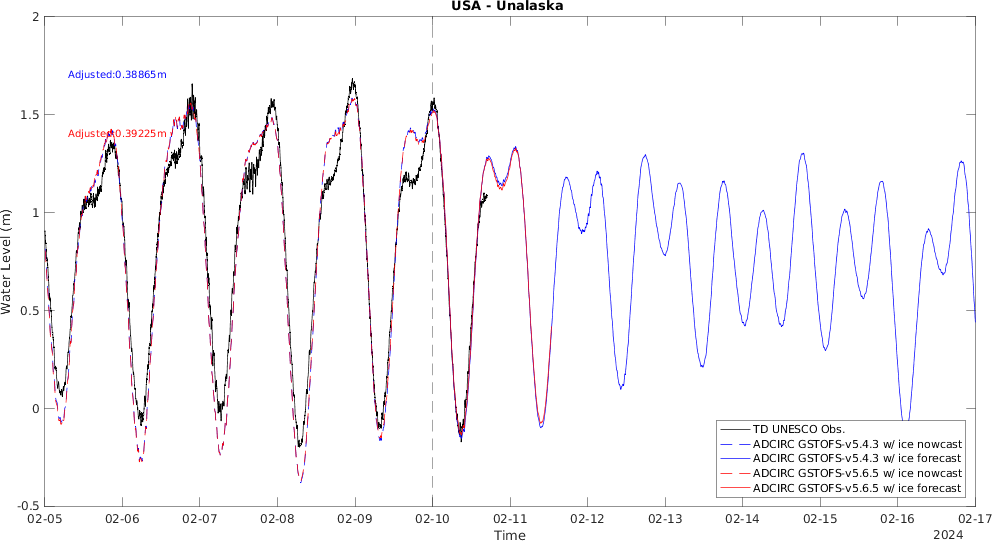 USA - Unalaska
2
1.5
1
0.5
0
-0.5
Water Level (m)
Adjusted:0.38865m
Adjusted:0.39225m
TD UNESCO Obs.
ADCIRC GSTOFS-v5.4.3 w/ ice nowcast
ADCIRC GSTOFS-v5.4.3 w/ ice forecast
ADCIRC GSTOFS-v5.6.5 w/ ice nowcast
ADCIRC GSTOFS-v5.6.5 w/ ice forecast
02-05 02-06 02-07 02-08 02-09 02-10 02-11 02-12 02-13 02-14 02-15 02-16 02-17
Time
2024